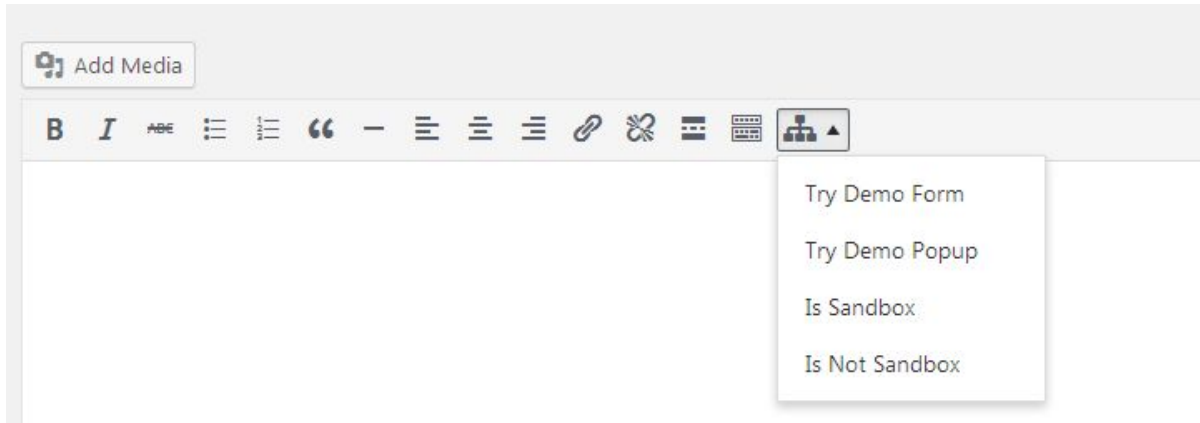 Add Media
B I ABC
Try Demo Form
Try Demo Popup
Is Sandbox
Is Not Sandbox